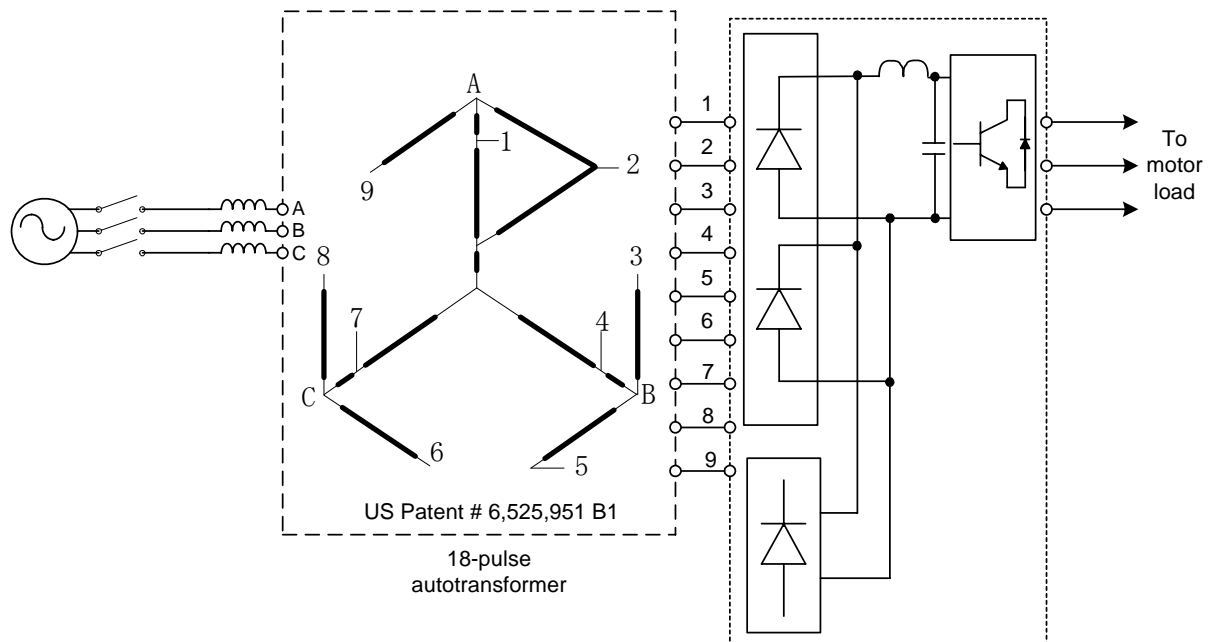 A
B
C
A
1
2
9
8
3
7
4
C
B
6
5
US Patent # 6,525,951 B1
18-pulse
autotransformer
1
2
3
4
5
6
7
8
9
To
motor
load